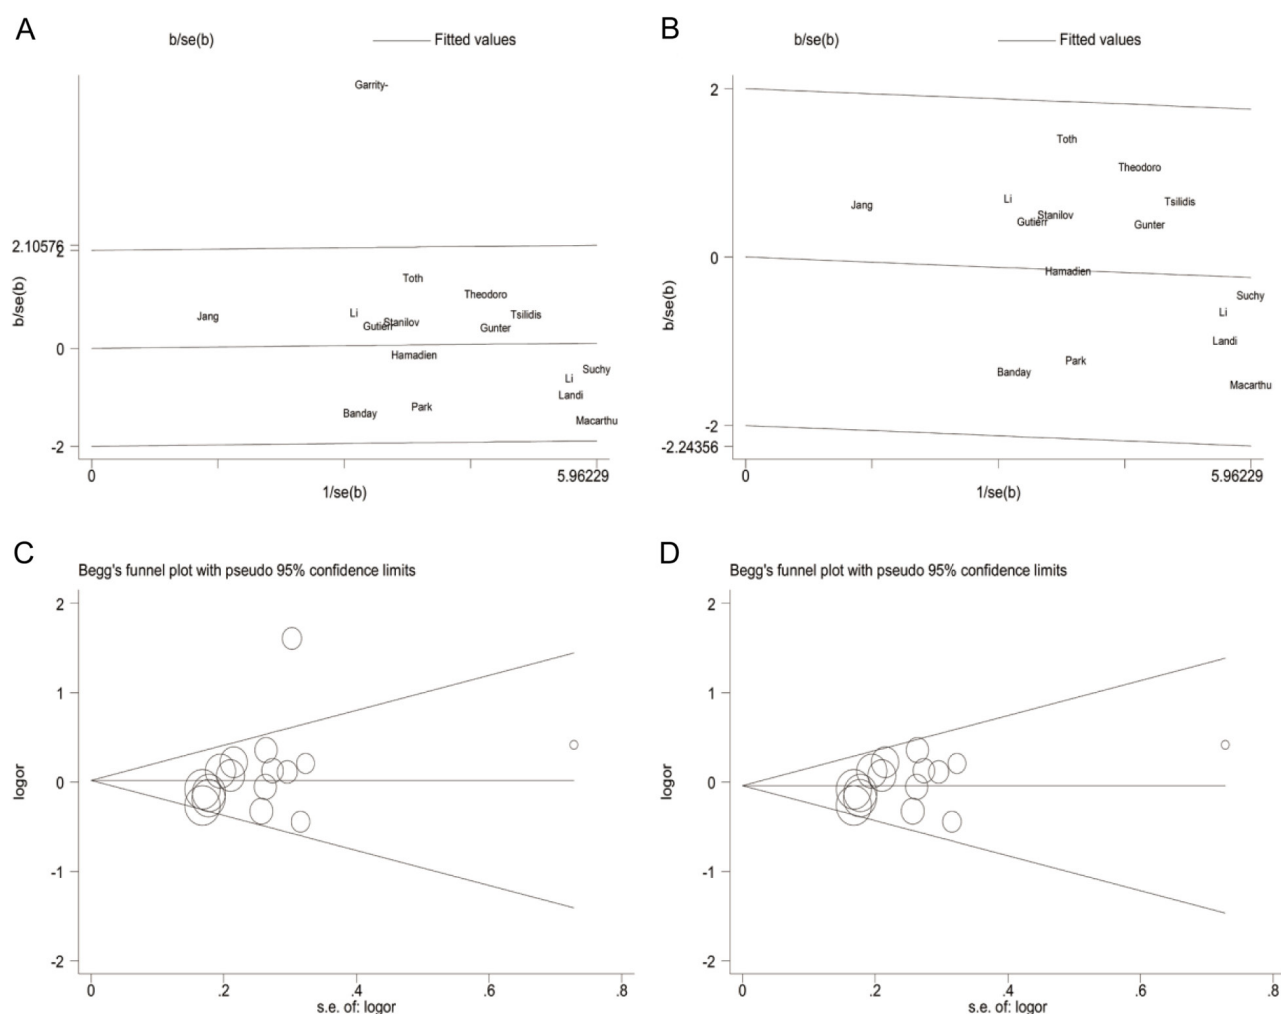 A
b/se(b) Fitted values
Garrity-
2.10576
2
Toth
Theodoro
Li
Tsilidis
Jang
Stanilov
Gutierr
Gunter
0
Hamadien
Suchy
Li
Landi
Park
Banday
Macarthu
-2
b/se(b)
0
5.96229
1/se(b)
B
b/se(b) Fitted values
2
Toth
Theodoro
Li
Tsilidis
Jang
Stanilov
Gutierr
Gunter
0
Hamadien
Suchy
Li
Landi
Park
Banday
Macarthu
-2
-2.24356
b/se(b)
0
5.96229
1/se(b)
C
Begg's funnel plot with pseudo 95% confidence limits
2
1
0
-1
-2
logor
0 .2 .4 .6 .8
s.e. of: logor
D
Begg's funnel plot with pseudo 95% confidence limits
2
1
0
-1
-2
logor
0 .2 .4 .6 .8
s.e. of: logor